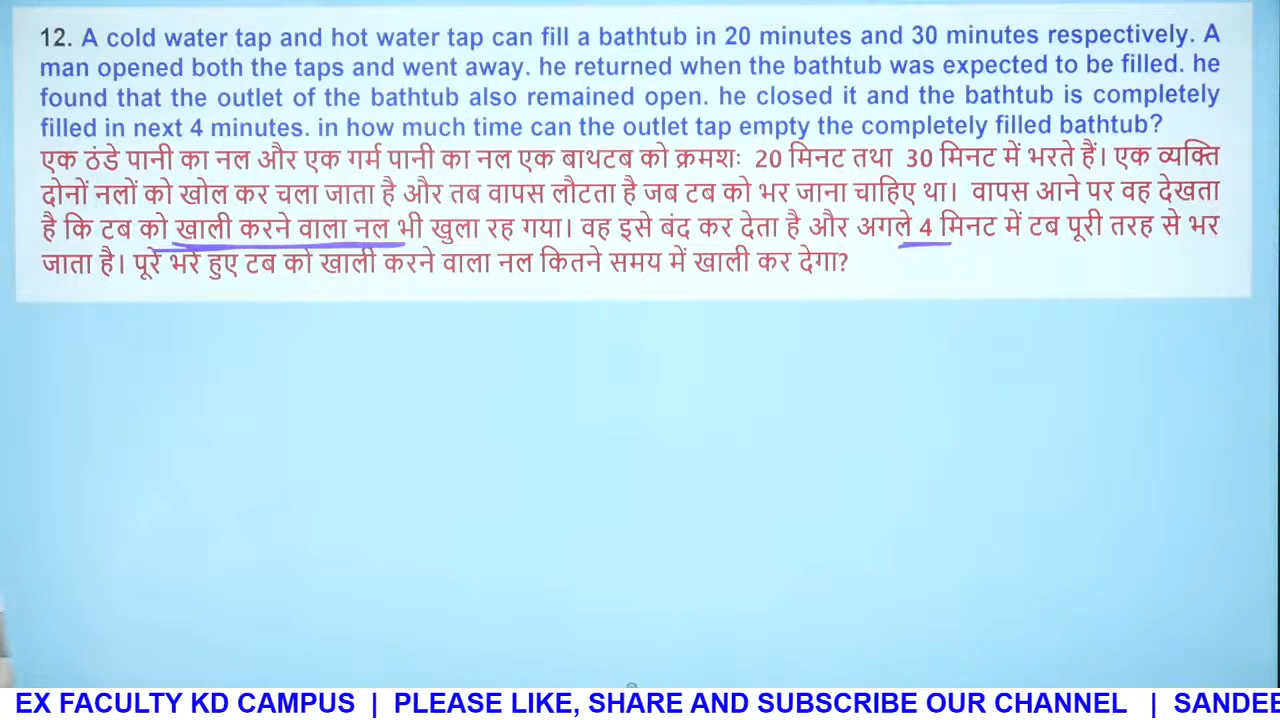 12. A cold water tap and hot water tap can fill a bathtub in 20 minutes and 30 minutes respectively. A
man opened both the taps and went away. he returned when the bathtub was expected to be filled. he
found that the outlet of the bathtub also remained open. he closed it and the bathtub is completely
filled in next 4 minutes. in how much time can the outlet tap empty the completely filled bathtub?
एक ठंडे पानी का नल और एक गर्म पानी का नल एक बाथटब को क्रमशः 20 मिनट तथा 30 मिनट में भरते हैं। एक व्यक्ति
दोनों नलों को खोल कर चला जाता है और तब वापस लौटता है जब टब को भर जाना चाहिए था। वापस आने पर वह देखता
है कि टब को खाली करने वाला नल भी खुला रह गया। वह इसे बंद कर देता है और अगले 4 मिनट में टब पूरी तरह से भर
जाता है। पूरे भरे हुए टब को खाली करने वाला नल कितने समय में खाली कर देगा?
EX FACULTY KD CAMPUS | PLEASE LIKE, SHARE AND SUBSCRIBE OUR CHANNEL | SANDEE